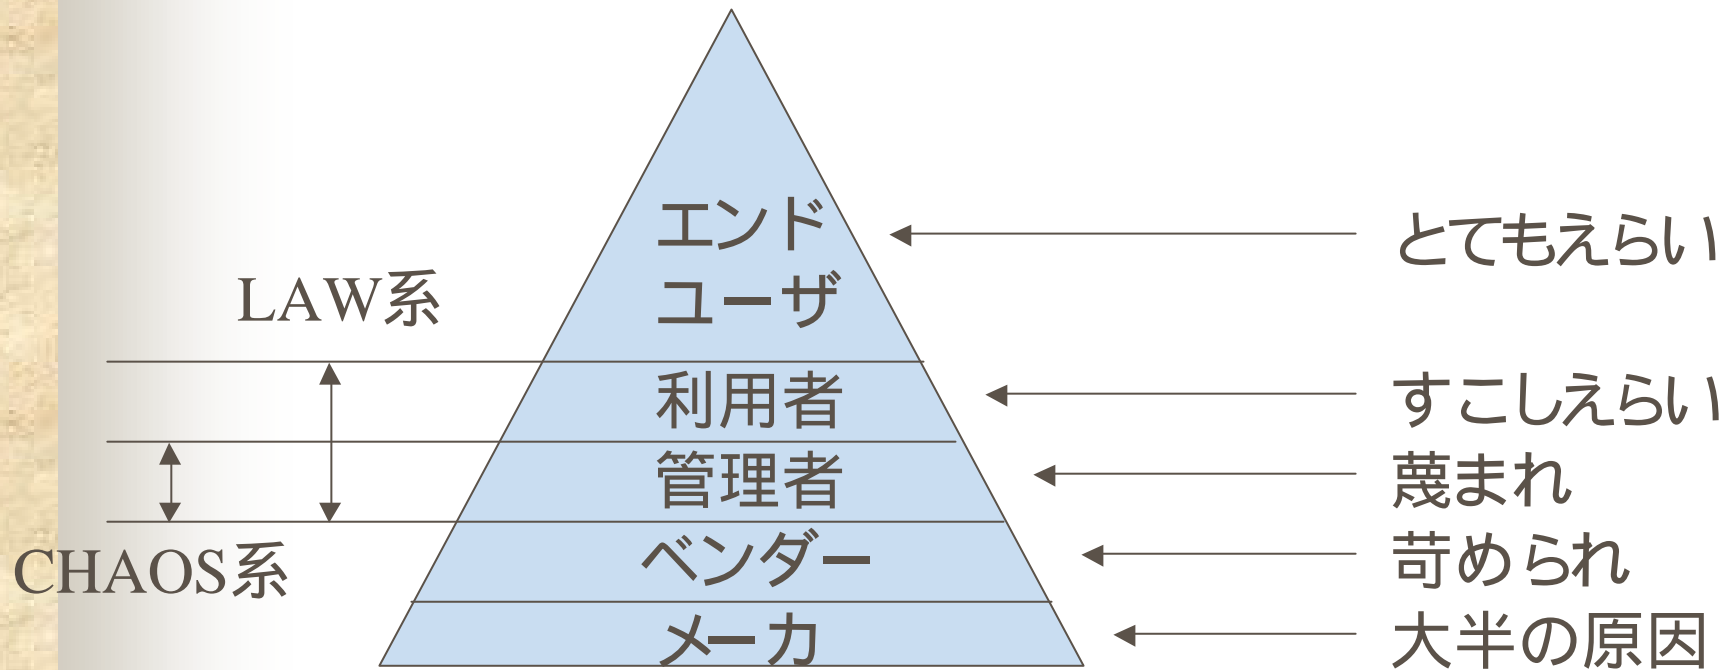 エンド
ユーザ
とてもえらい
LAW系
利用者
すこしえらい
管理者
蔑まれ
CHAOS系
ベンダー
苛められ
メーカ
大半の原因